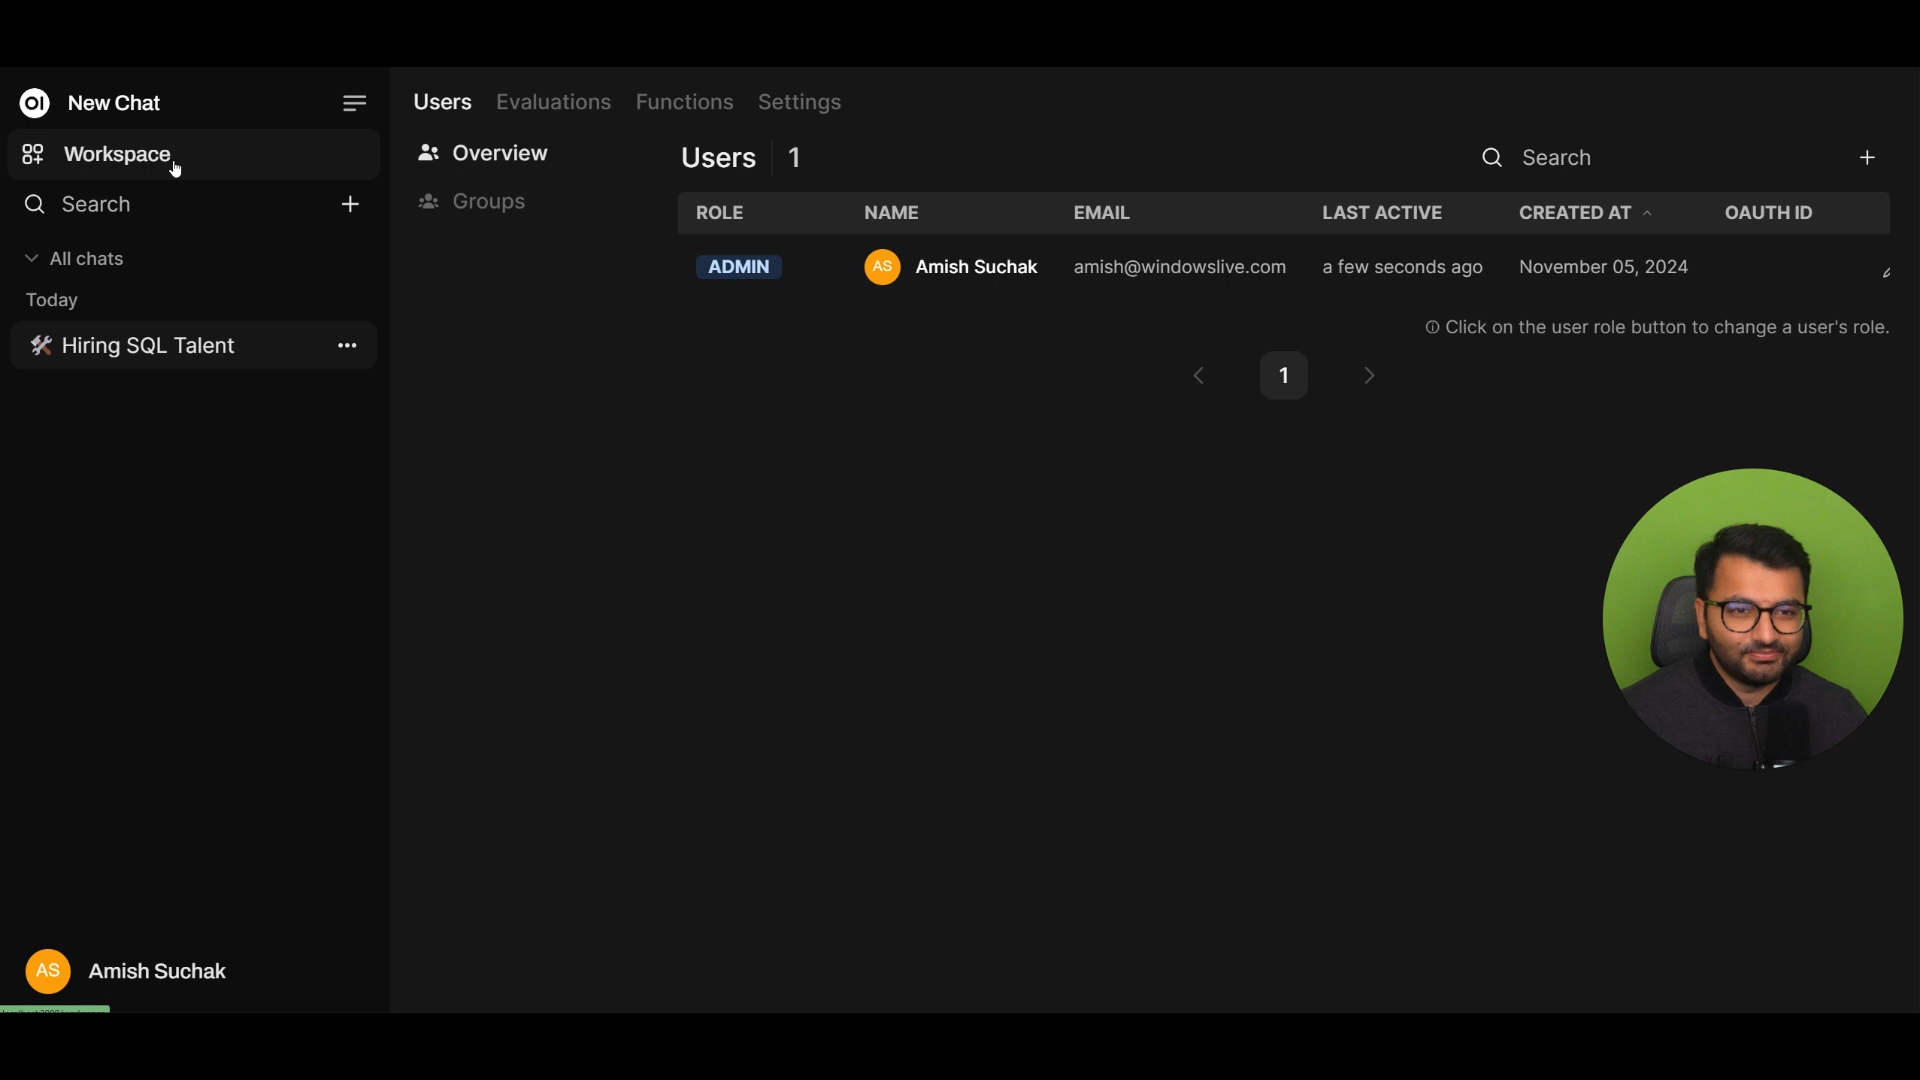 OI New Chat
Workspace
Search
All chats
Today
Hiring SQL Talent
AS Amish Suchak
Users Evaluations Functions Settings
Overview
Groups
Users 1
Search
ROLE NAME EMAIL LAST ACTIVE CREATED AT OAUTH ID
ADMIN AS Amish Suchak amish@windowslive.com a few seconds ago November 05, 2024
Click on the user role button to change a user's role.
1